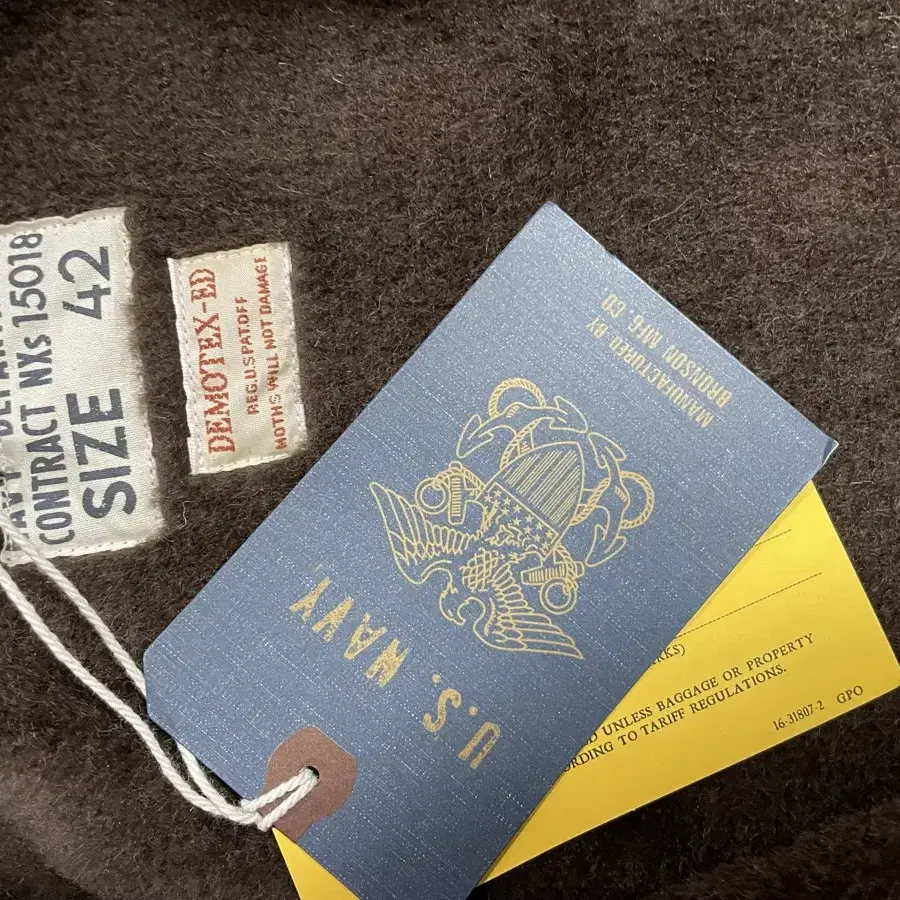 CONTRACT NXs 15018
SIZE 42
DEMOTEX-ED
REG.U.S.PAT.OFF
MOTHS WILL NOT DAMAGE
U.S. NAVY
MANUFACTURED BY
BRONSON MFG. CO.
UNLESS BAGGAGE OR PROPERTY
TO TARIFF REGULATIONS.
16-31807-2 GPO